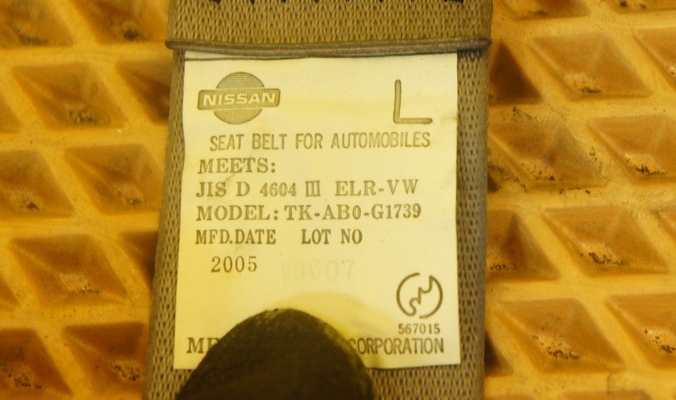 NISSAN
L
SEAT BELT FOR AUTOMOBILES
MEETS:
JIS D 4604 III ELR-VW
MODEL: TK-AB0-G1739
MFD.DATE LOT NO
2005
567015
CORPORATION